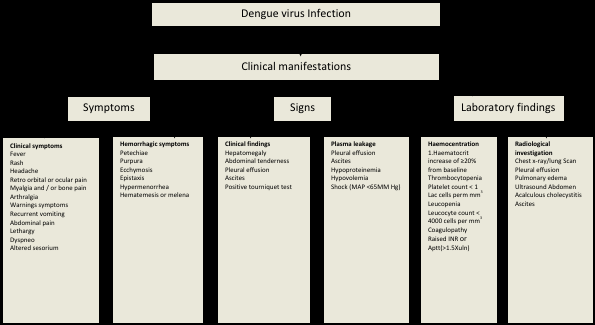 Dengue virus Infection
Clinical manifestations
Symptoms
Signs
Laboratory findings
Clinical symptoms
Fever
Rash
Headache
Retro orbital or ocular pain
Myalgia and / or bone pain
Arthralgia
Warnings symptoms
Recurrent vomiting
Abdominal pain
Lethargy
Dyspneo
Altered sesorium
Hemorrhagic symptoms
Petechiae
Purpura
Ecchymosis
Epistaxis
Hypermenorrhea
Hematemesis or melena
Clinical findings
Hepatomegaly
Abdominal tenderness
Pleural effusion
Ascites
Positive tourniquet test
Plasma leakage
Pleural effusion
Ascites
Hypoproteinemia
Hypovolemia
Shock (MAP <65MM Hg)
Haemocentration
1.Haematocrit
increase of ≥20%
from baseline
Thrombocytopenia
Platelet count < 1
Lac cells perm mm³
Leucopenia
Leucocyte count <
4000 cells per mm³
Coagulopathy
Raised INR or
Aptt(>1.5Xuln)
Radiological
investigation
Chest x-ray/lung Scan
Pleural effusion
Pulmonary edema
Ultrasound Abdomen
Acalculous cholecystitis
Ascites